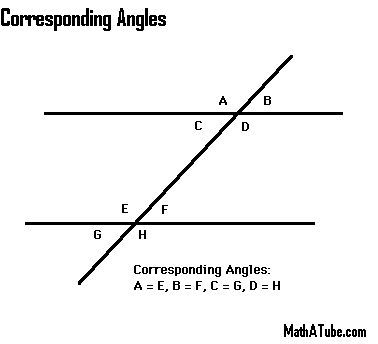 Corresponding Angles
A B
C D
E F
G H
Corresponding Angles:
A = E, B = F, C = G, D = H
MathATube.com